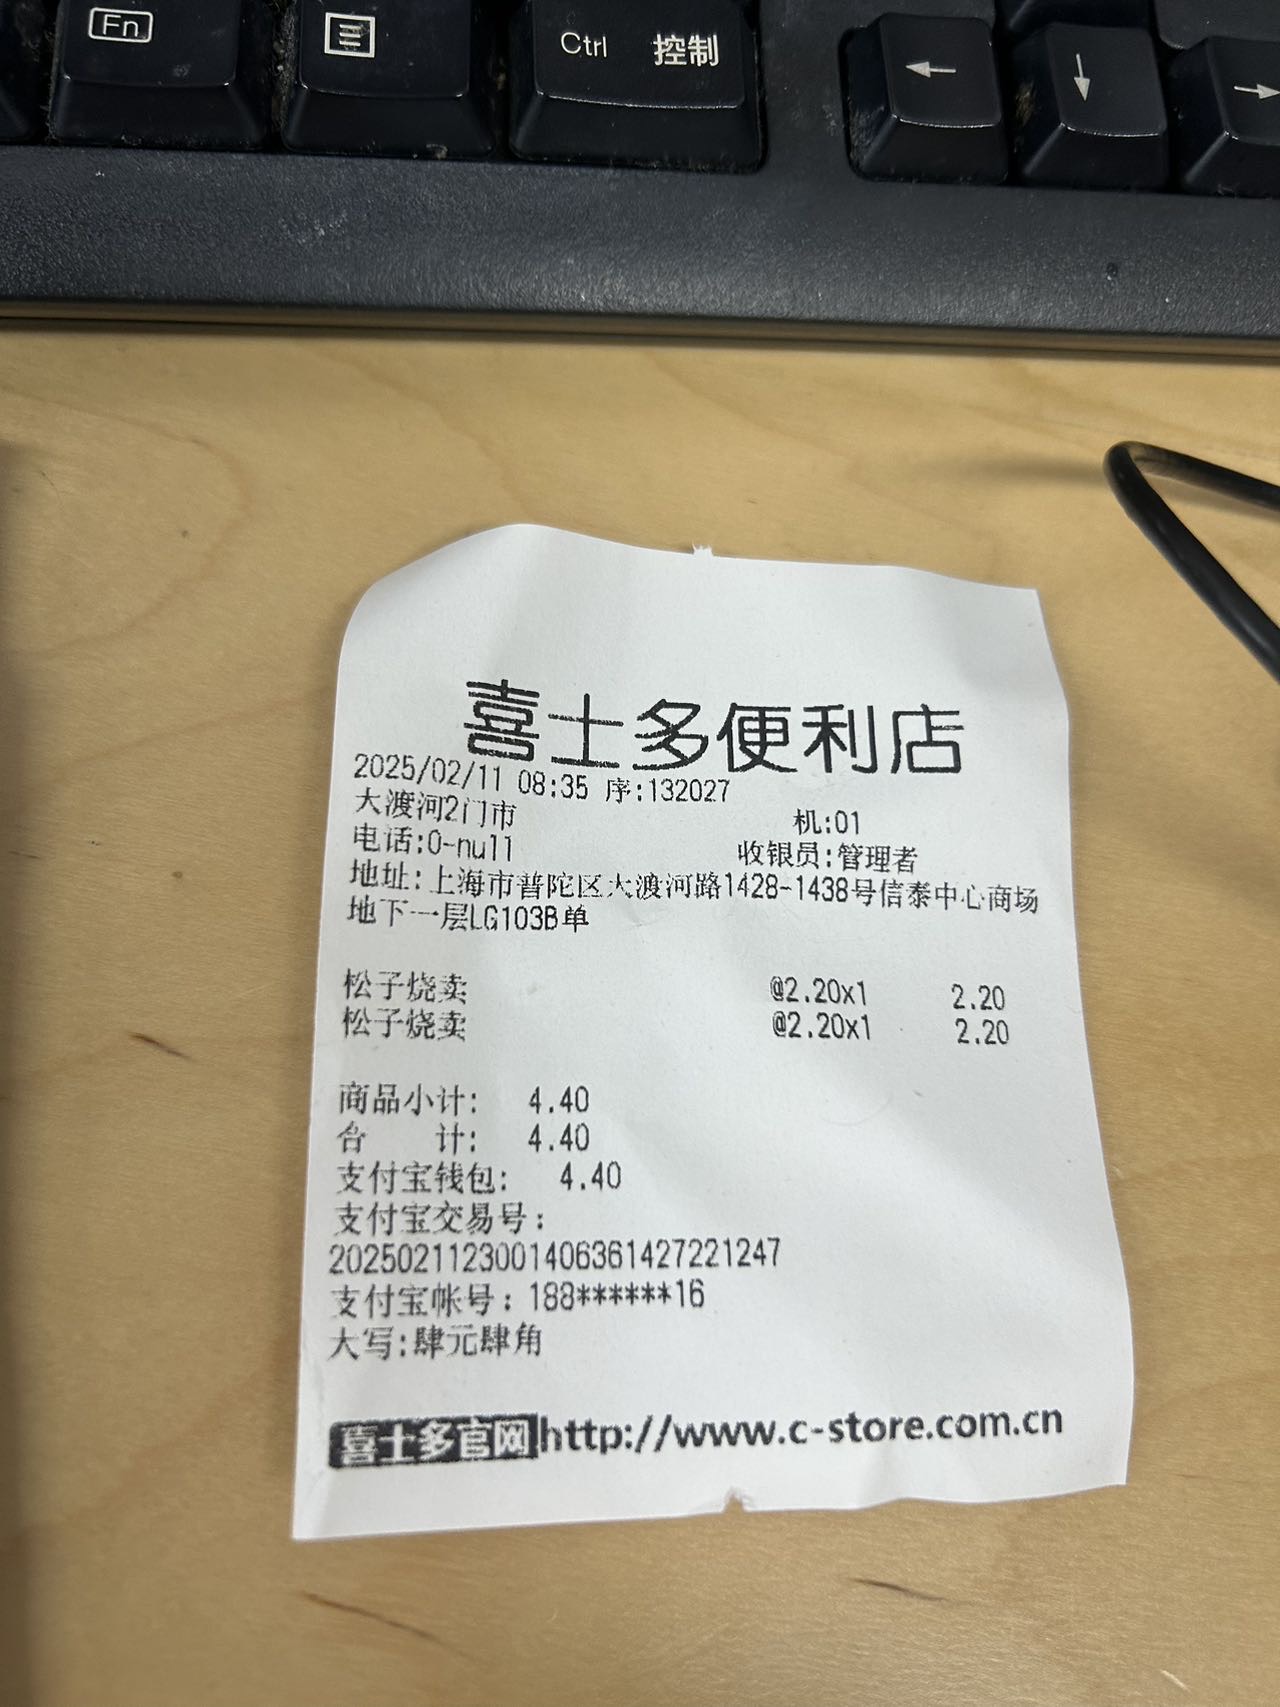 Fn
Ctrl 控制
喜士多便利店
2025/02/11 08:35 序:132027
大渡河2门市 机:01
电话:0-null 收银员:管理者
地址:上海市普陀区大渡河路1428-1438号信泰中心商场
地下一层LG103B单
松子烧卖 @2.20x1 2.20
松子烧卖 @2.20x1 2.20
商品小计: 4.40
合 计: 4.40
支付宝钱包: 4.40
支付宝交易号:
2025021123001406361427221247
支付宝帐号:188******16
大写:肆元肆角
喜士多官网http://www.c-store.com.cn